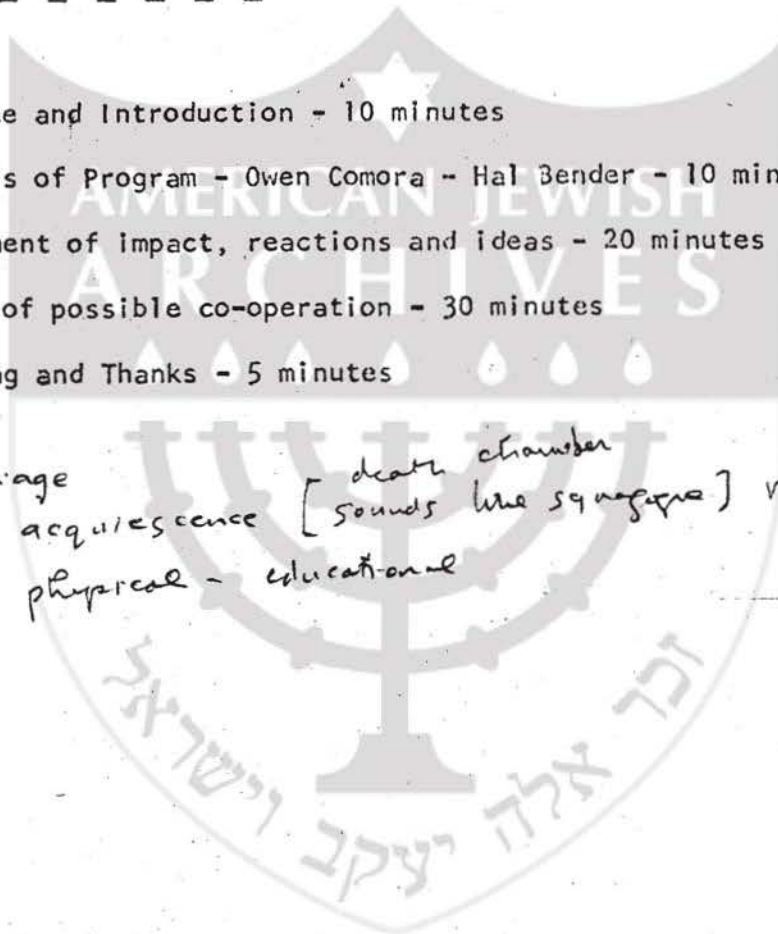 e and Introduction - 10 minutes
s of Program - Owen Comora - Hal Bender - 10 min
ent of impact, reactions and ideas - 20 minutes
of possible co-operation - 30 minutes
g and Thanks - 5 minutes
AMERICAN JEWISH
ARCHIVES
age
death chamber
acquiescence [sounds like synagogue]
physical - educational
זכר אלה יעקב וישראל